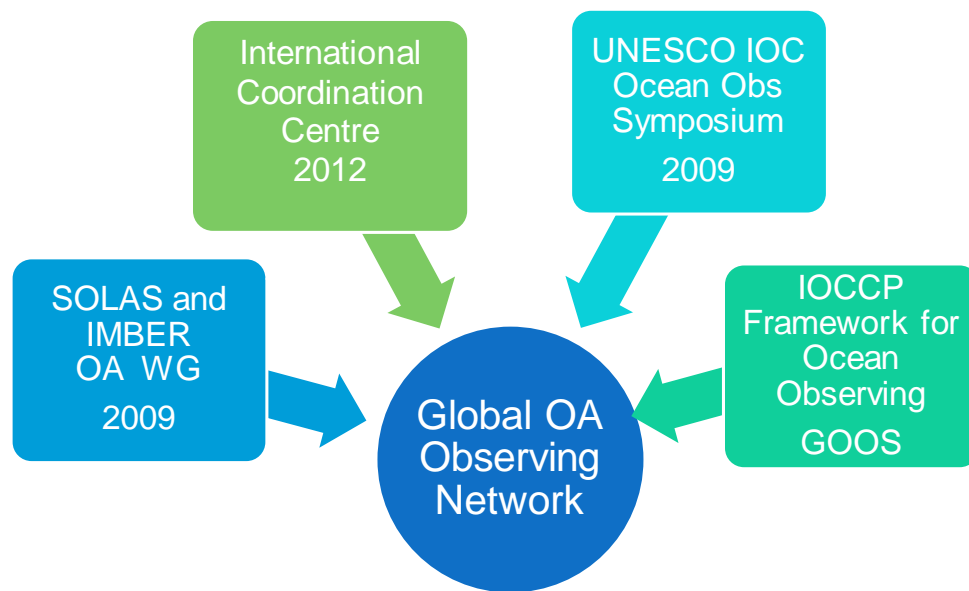 International
Coordination
Centre
2012
UNESCO IOC
Ocean Obs
Symposium
2009
SOLAS and
IMBER
OA WG
2009
IOCCP
Framework for
Ocean
Observing
GOOS
Global OA
Observing
Network